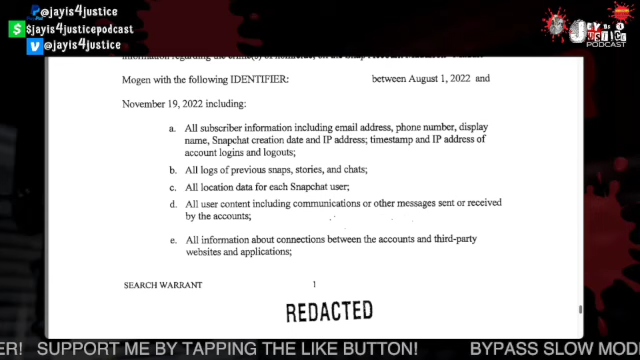 @jayis4justice
$jayis4justicepodcast
@jayis4justice
JEY IS 4
JUSTICE
PODCAST
Mogen with the following IDENTIFIER: between August 1, 2022 and
November 19, 2022 including:
a. All subscriber information including email address, phone number, display
name, Snapchat creation date and IP address; timestamp and IP address of
account logins and logouts;
b. All logs of previous snaps, stories, and chats;
c. All location data for each Snapchat user;
d. All user content including communications or other messages sent or received
by the accounts;
e. All information about connections between the accounts and third-party
websites and applications;
SEARCH WARRANT 1
REDACTED
ER! SUPPORT ME BY TAPPING THE LIKE BUTTON! BYPASS SLOW MOD